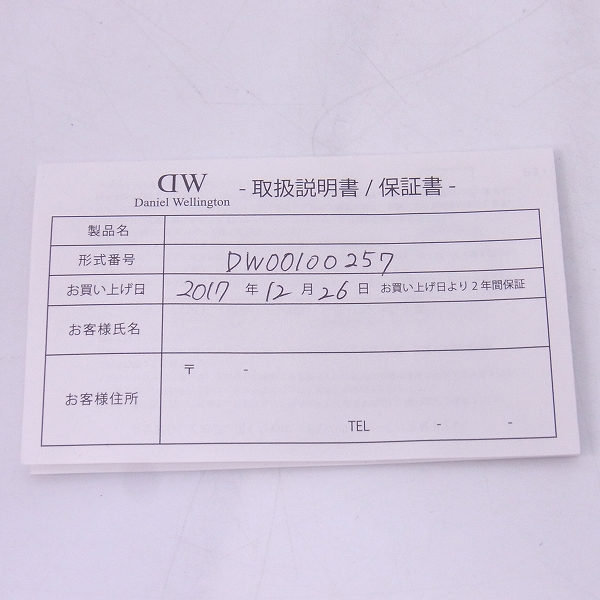 DW
Daniel Wellington
- 取扱説明書 / 保証書 -
製品名
形式番号 DW00100257
お買い上げ日 2017 年 12 月 26 日 お買い上げ日より 2 年間保証
お客様氏名
お客様住所 〒 -
TEL - -